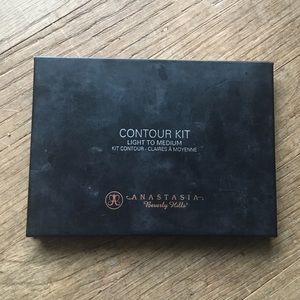 CONTOUR KIT
LIGHT TO MEDIUM
KIT CONTOUR - CLAIRES À MOYENNE
ANASTASIA
Beverly Hills